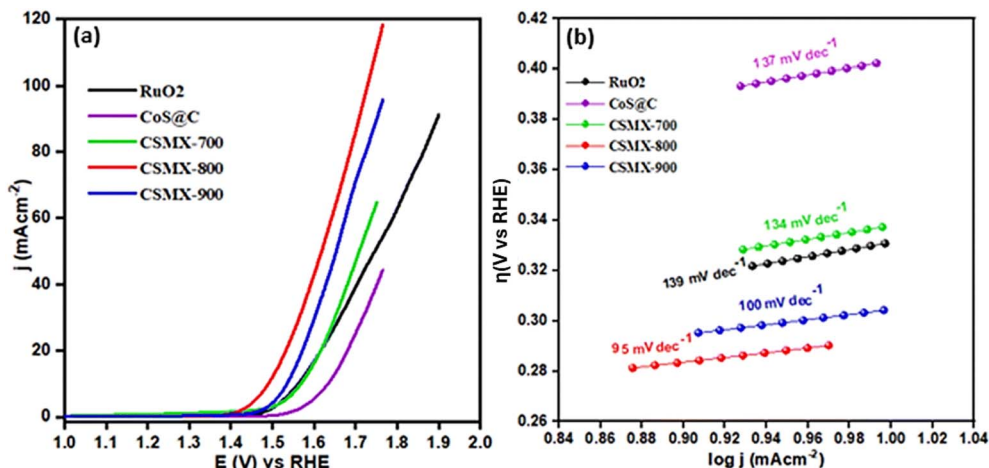 (a)
120
100
80
60
40
20
0
j (mAcm-2)
RuO2
CoS@C
CSMX-700
CSMX-800
CSMX-900
1.0 1.1 1.2 1.3 1.4 1.5 1.6 1.7 1.8 1.9 2.0
E (V) vs RHE
(b)
0.42
0.40
0.38
0.36
0.34
0.32
0.30
0.28
0.26
η(V vs RHE)
RuO2
CoS@C
CSMX-700
CSMX-800
CSMX-900
137 mV dec-1
134 mV dec-1
139 mV dec-1
100 mV dec-1
95 mV dec-1
0.84 0.86 0.88 0.90 0.92 0.94 0.96 0.98 1.00 1.02 1.04
log j (mAcm-2)